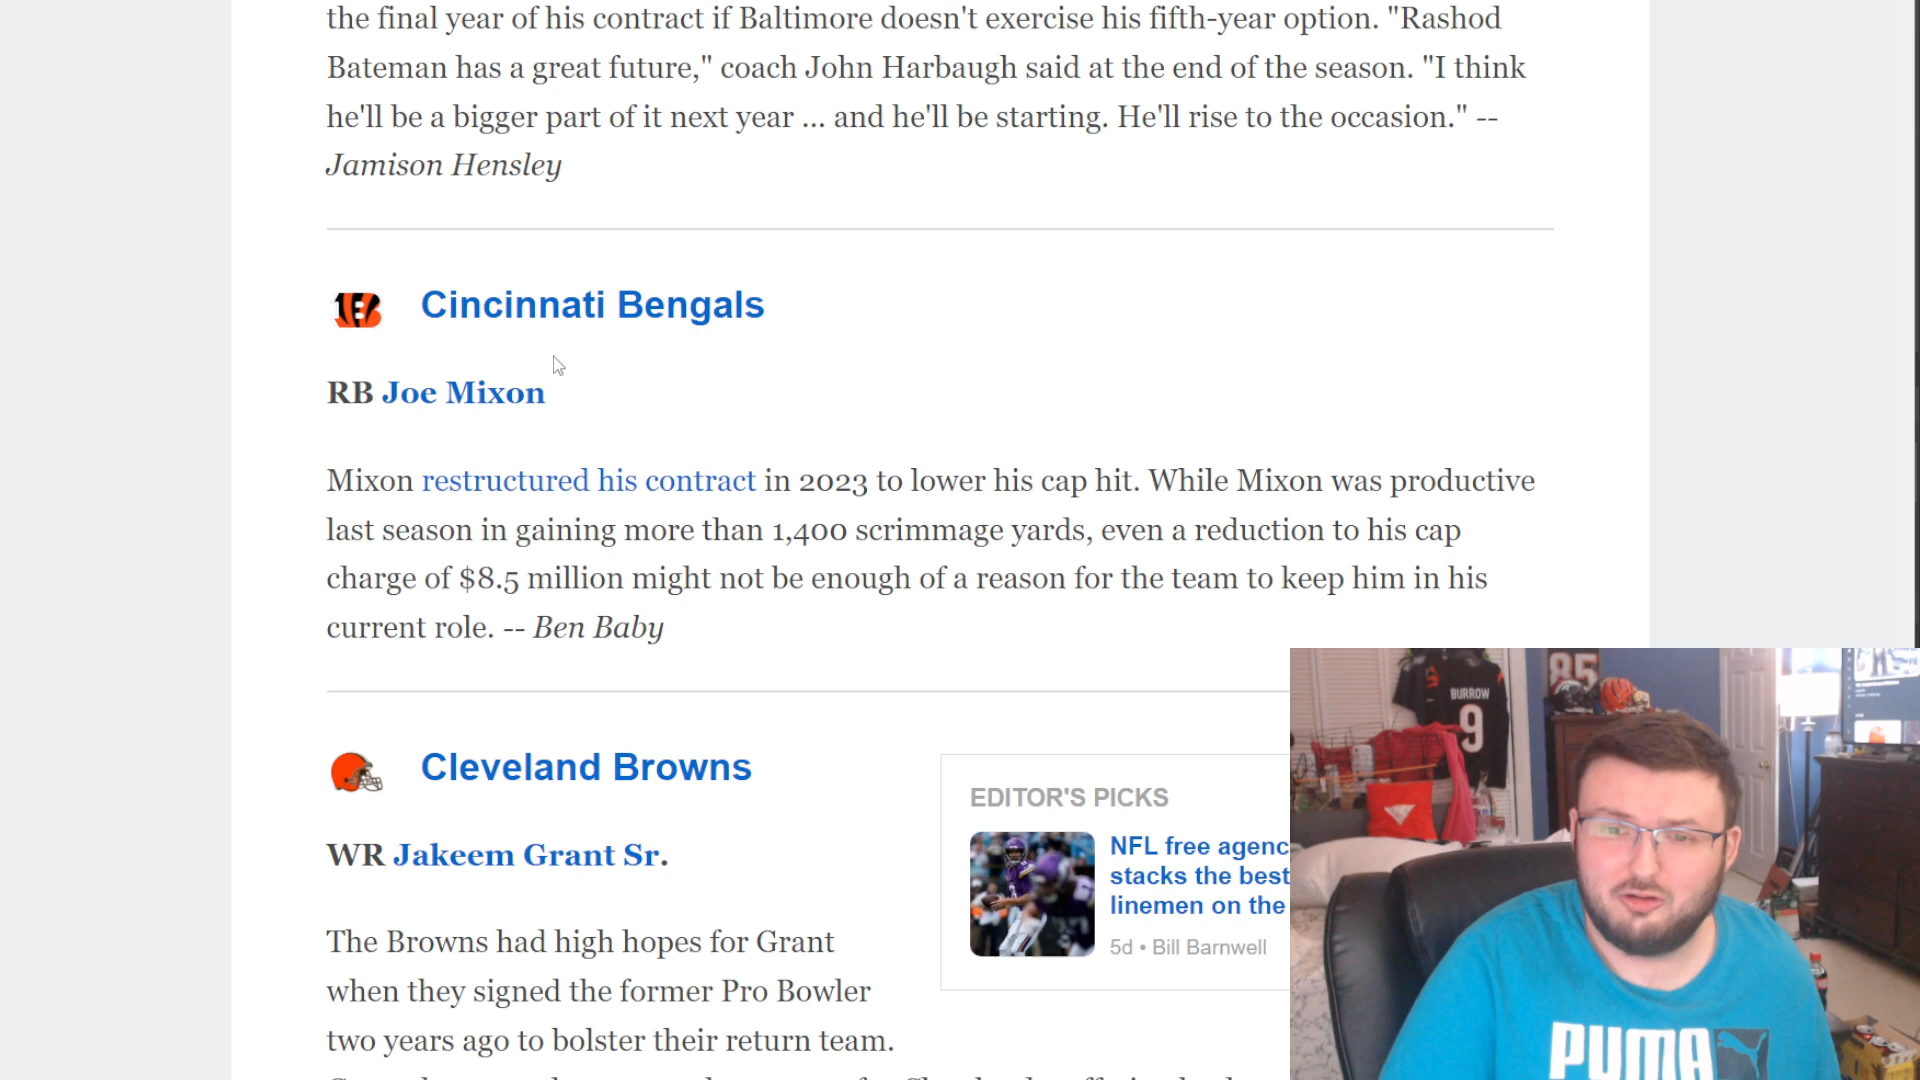 the final year of his contract if Baltimore doesn't exercise his fifth-year option. "Rashod
Bateman has a great future," coach John Harbaugh said at the end of the season. "I think
he'll be a bigger part of it next year ... and he'll be starting. He'll rise to the occasion." --
Jamison Hensley
Cincinnati Bengals
RB Joe Mixon
Mixon restructured his contract in 2023 to lower his cap hit. While Mixon was productive
last season in gaining more than 1,400 scrimmage yards, even a reduction to his cap
charge of $8.5 million might not be enough of a reason for the team to keep him in his
current role. -- Ben Baby
Cleveland Browns
WR Jakeem Grant Sr.
The Browns had high hopes for Grant
when they signed the former Pro Bowler
two years ago to bolster their return team.
EDITOR'S PICKS
NFL free agenc
stacks the best
linemen on the
5d • Bill Barnwell
85
BURROW
9
PUMA